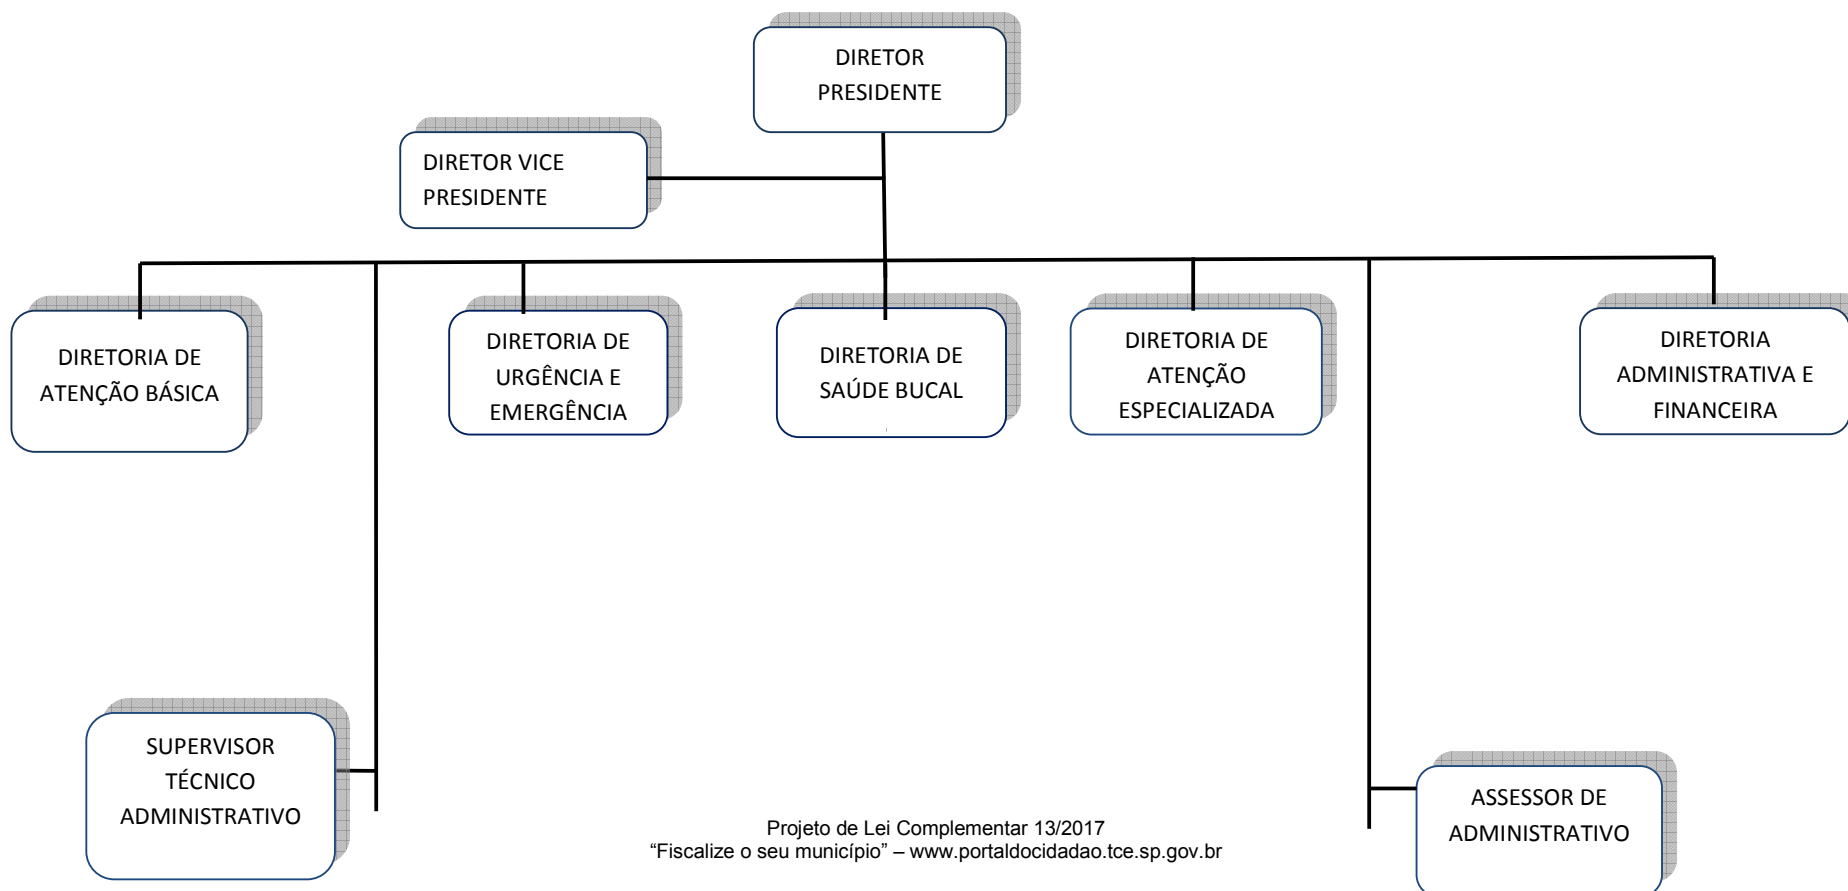 DIRETOR
PRESIDENTE
DIRETOR VICE
PRESIDENTE
DIRETORIA DE
ATENÇÃO BÁSICA
DIRETORIA DE
URGÊNCIA E
EMERGÊNCIA
DIRETORIA DE
SAÚDE BUCAL
DIRETORIA DE
ATENÇÃO
ESPECIALIZADA
DIRETORIA
ADMINISTRATIVA E
FINANCEIRA
SUPERVISOR
TÉCNICO
ADMINISTRATIVO
ASSESSOR DE
ADMINISTRATIVO
Projeto de Lei Complementar 13/2017
“Fiscalize o seu município” – www.portaldocidadao.tce.sp.gov.br